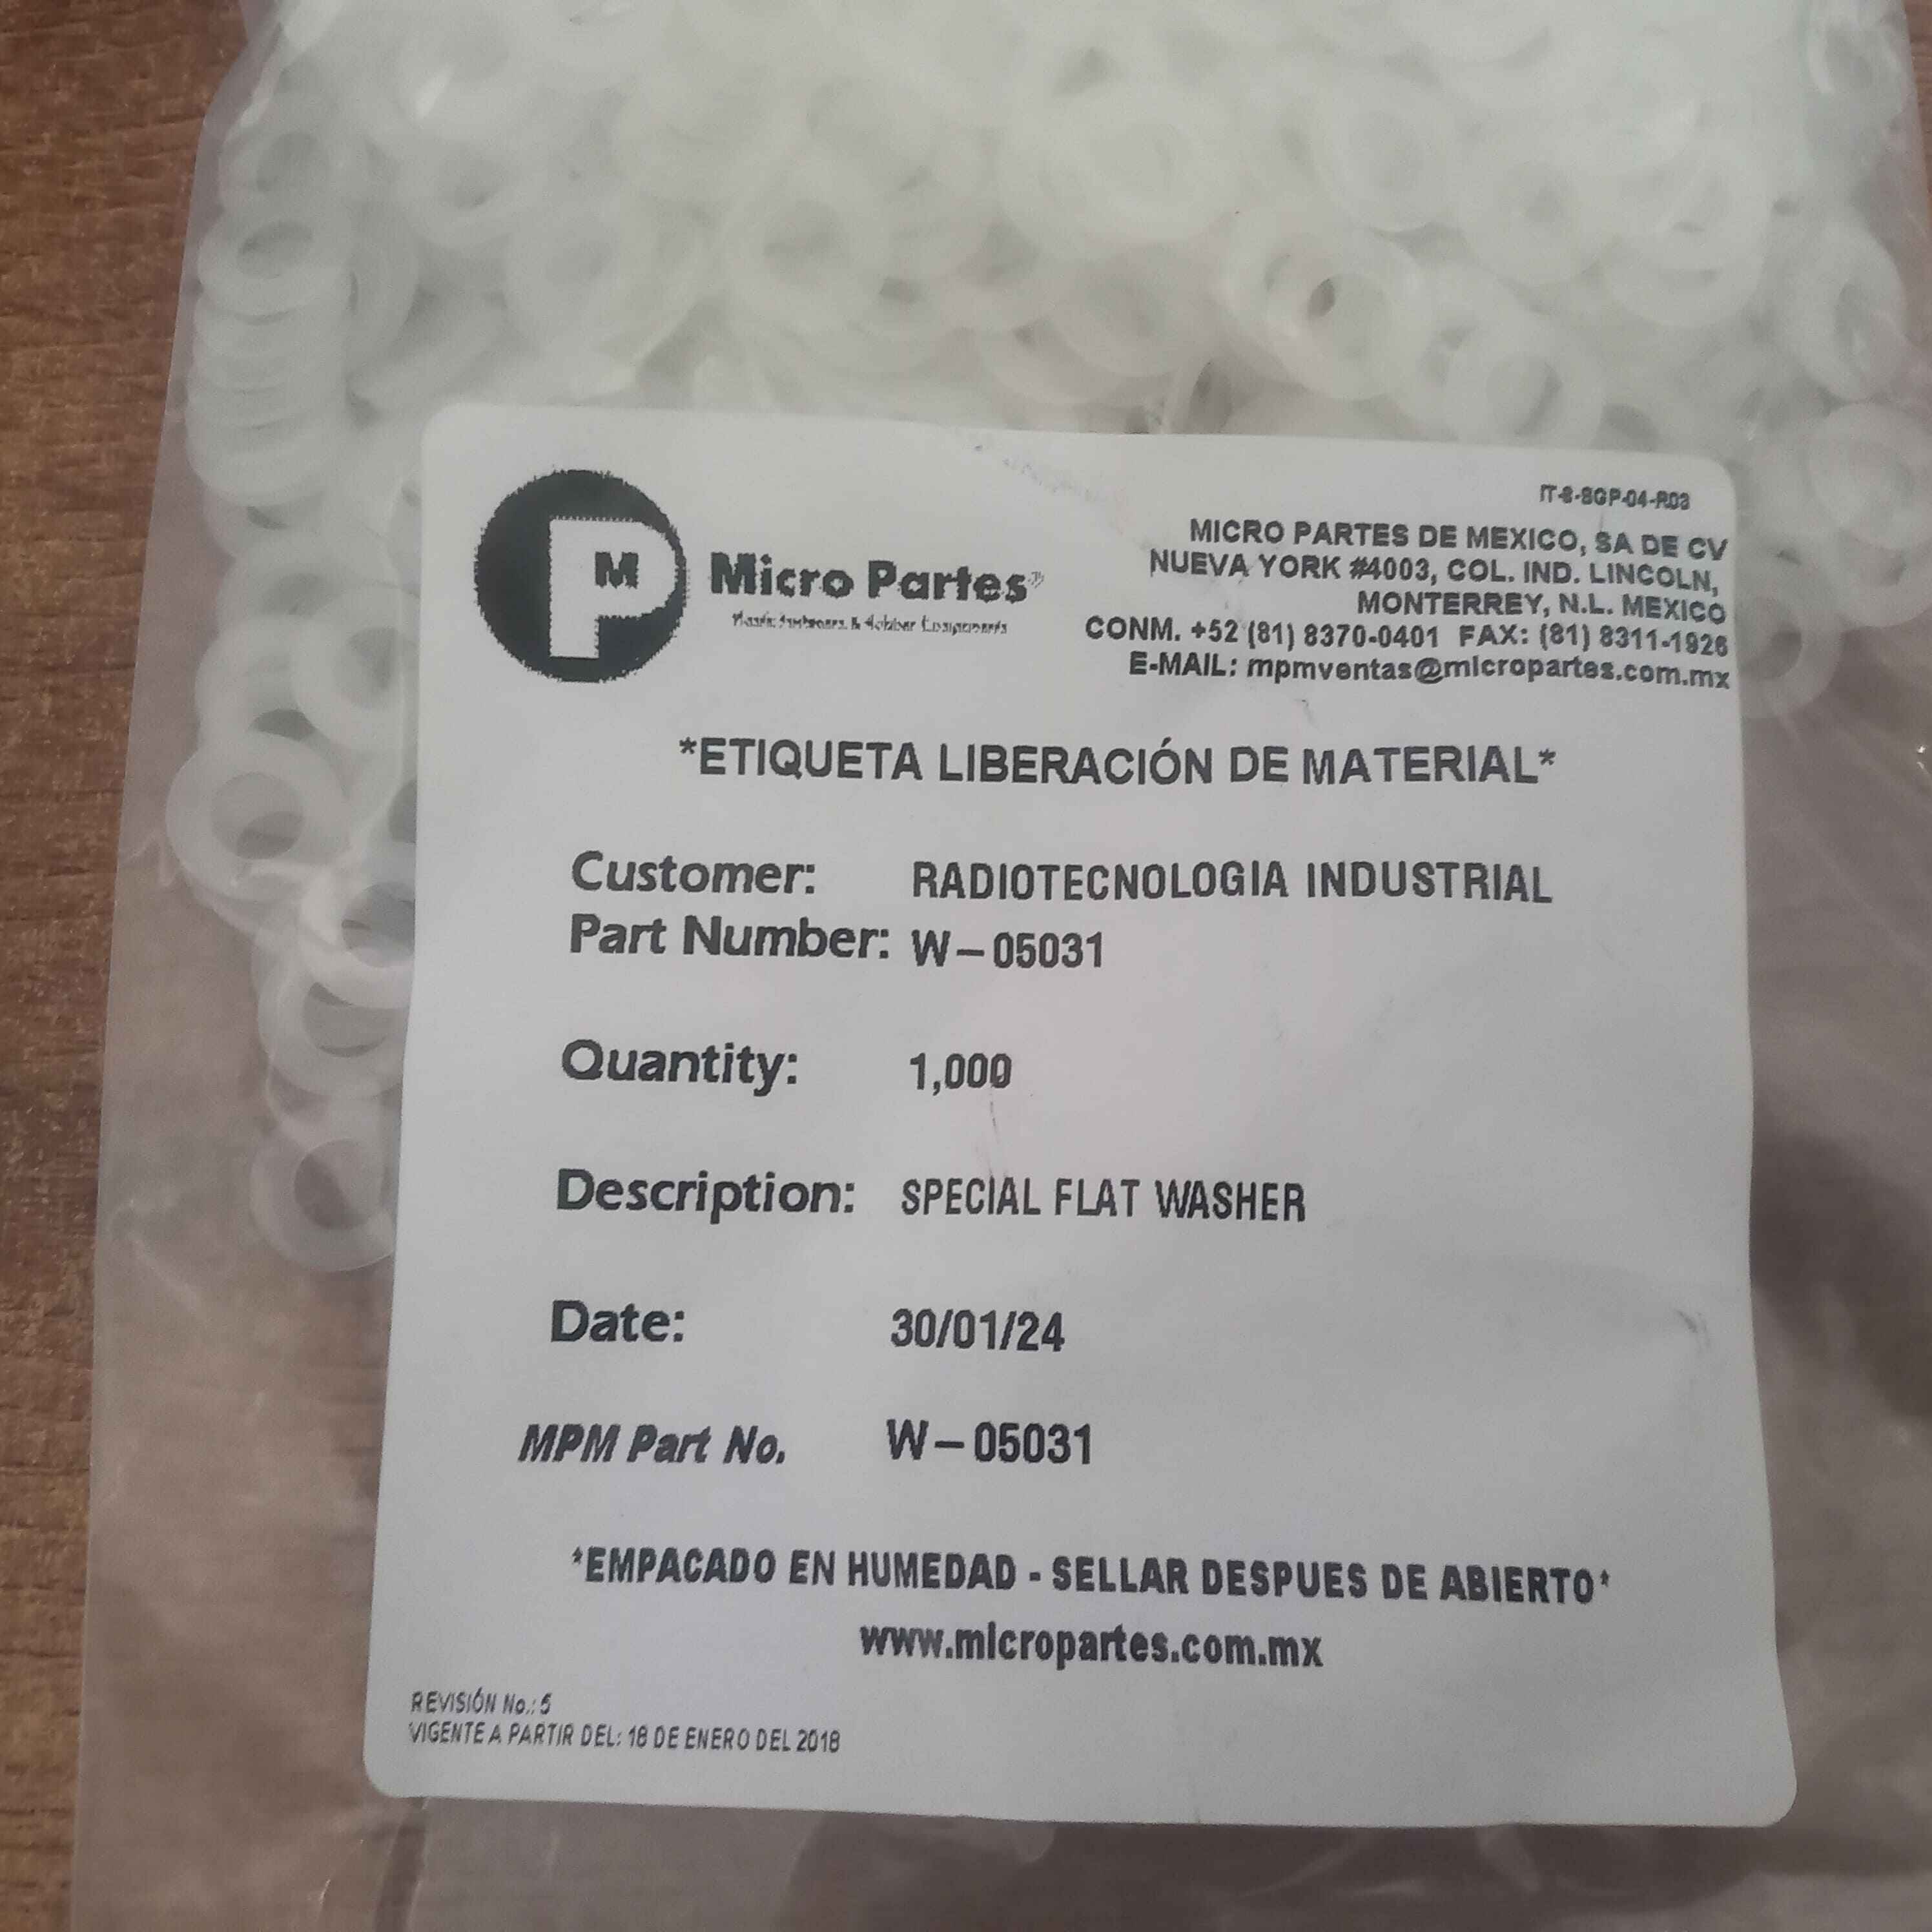 IT-8-SGP-04-R03
MICRO PARTES DE MEXICO, SA DE CV
NUEVA YORK #4003, COL. IND. LINCOLN,
MONTERREY, N.L. MEXICO
CONM. +52 (81) 8370-0401 FAX: (81) 8311-1926
E-MAIL: mpmventas@micropartes.com.mx
PM
Micro Partes®
*ETIQUETA LIBERACIÓN DE MATERIAL*
Customer: RADIOTECNOLOGIA INDUSTRIAL
Part Number: W-05031
Quantity: 1,000
Description: SPECIAL FLAT WASHER
Date: 30/01/24
MPM Part No. W-05031
*EMPACADO EN HUMEDAD - SELLAR DESPUES DE ABIERTO*
www.micropartes.com.mx
REVISIÓN No.: 5
VIGENTE A PARTIR DEL: 18 DE ENERO DEL 2018